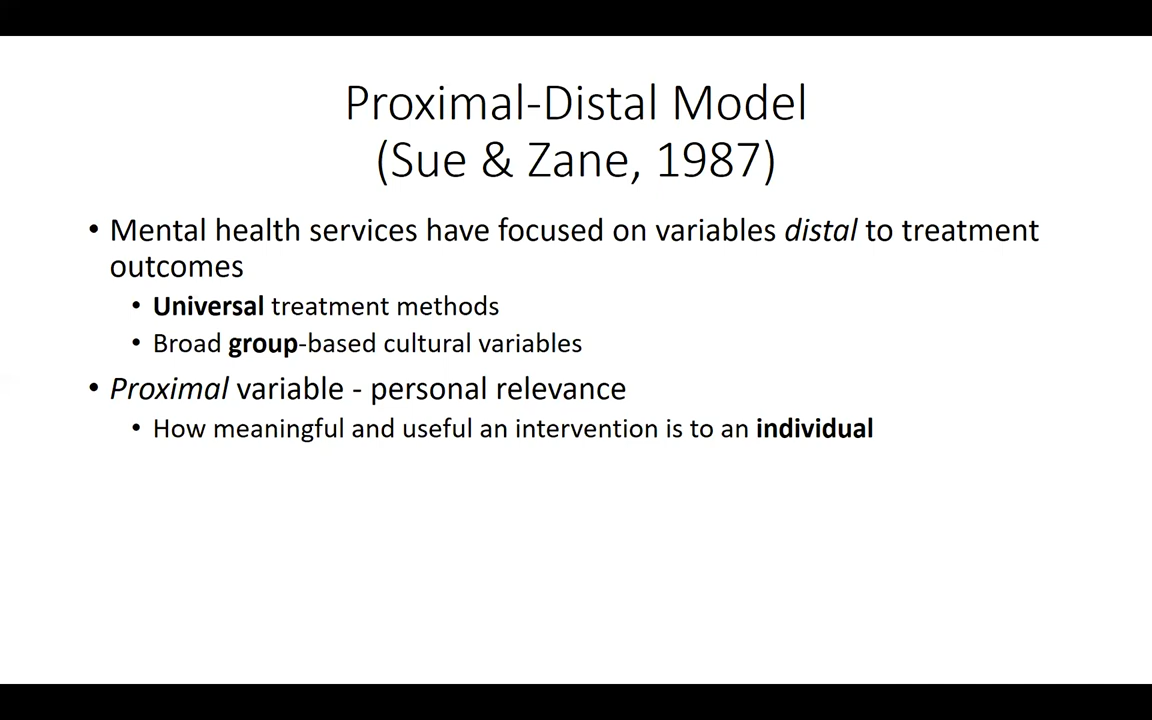 Proximal-Distal Model
(Sue & Zane, 1987)
• Mental health services have focused on variables distal to treatment
outcomes
• Universal treatment methods
• Broad group-based cultural variables
• Proximal variable - personal relevance
• How meaningful and useful an intervention is to an individual